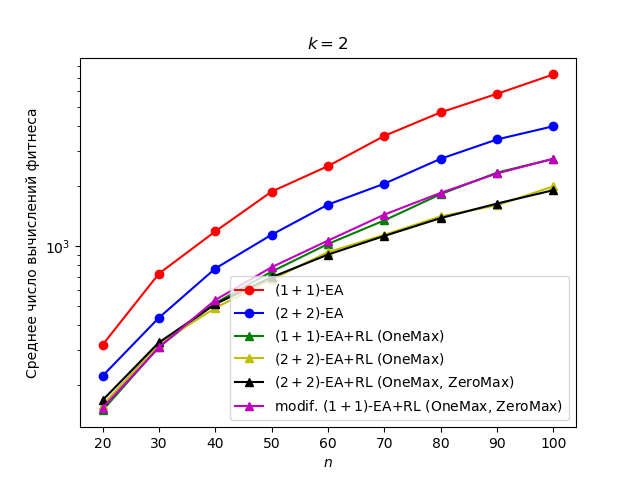 k = 2
Среднее число вычислений фитнеса
10³
(1 + 1)-EA
(2 + 2)-EA
(1 + 1)-EA+RL (OneMax)
(2 + 2)-EA+RL (OneMax)
(2 + 2)-EA+RL (OneMax, ZeroMax)
modif. (1 + 1)-EA+RL (OneMax, ZeroMax)
20 30 40 50 60 70 80 90 100
n